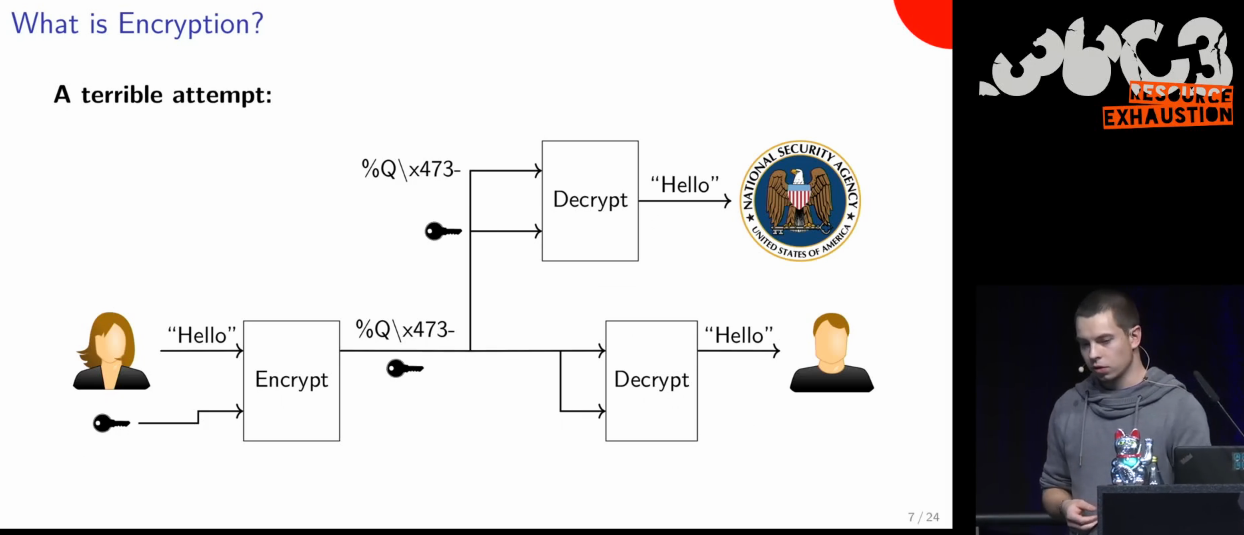 What is Encryption?
A terrible attempt:
%Q\x473-
Decrypt
“Hello”
NATIONAL SECURITY AGENCY
UNITED STATES OF AMERICA
“Hello”
Encrypt
%Q\x473-
Decrypt
“Hello”
7 / 24
36C3
RESOURCE
EXHAUSTION